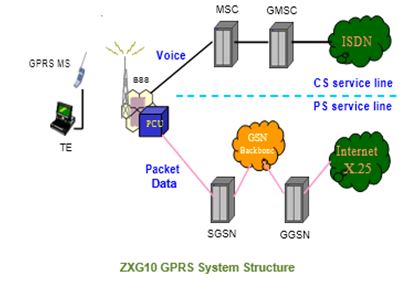 MSC
GMSC
GPRS MS
Voice
ISDN
BSS
CS service line
PS service line
PCU
TE
GSN
Backbone
Internet
X.25
Packet
Data
SGSN
GGSN
ZXG10 GPRS System Structure